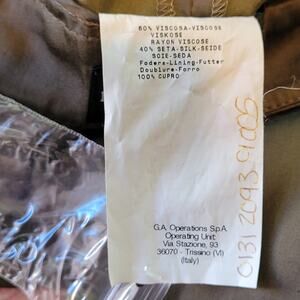 60% VISCOSA-VISCOSE
VISKOSE
RAYON VISCOSE
40% SETA-SILK-SEIDE
SOIE-SEDA
Fodera-Lining-Futter
Doublure-Forro
100% CUPRO
G.A. Operations S.p.A.
Operating Unit:
Via Stazione, 93
36070 - Trissino (VI)
(Italy)
0131 2093 91005